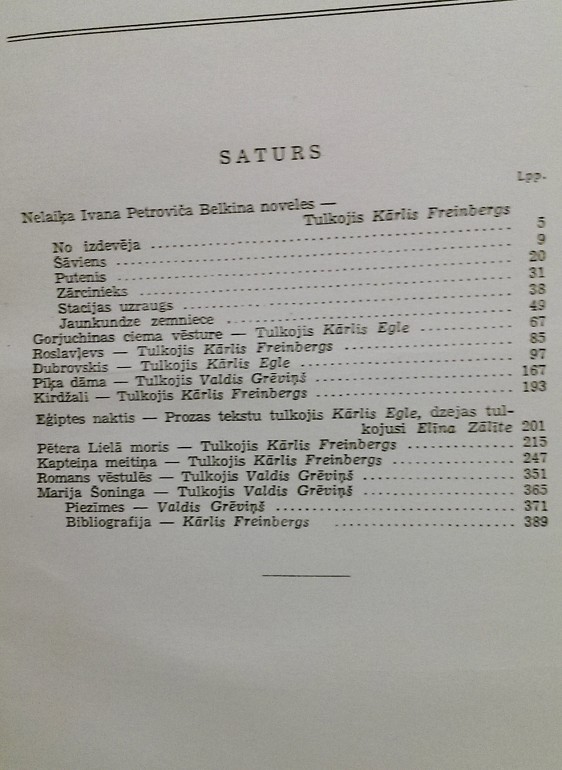 SATURS
Lpp.
Nelaiķa Ivana Petroviča Belkina noveles —
Tulkojis Kārlis Freinbergs
No izdevēja 5
Šāviens 9
Putenis 20
Zārcinieks 31
Stacijas uzraugs 38
Jaunkundze zemniece 49
Gorjuchinas ciema vēsture — Tulkojis Kārlis Egle 67
Roslavļevs — Tulkojis Kārlis Freinbergs 85
Dubrovskis — Tulkojis Kārlis Egle 97
Pīķa dāma — Tulkojis Valdis Grēviņš 167
Kirdžali — Tulkojis Kārlis Freinbergs 193
Eģiptes naktis — Prozas tekstu tulkojis Kārlis Egle, dzejas tul-
kojusi Elina Zālīte 201
Pētera Lielā moris — Tulkojis Kārlis Freinbergs 215
Kapteiņa meitiņa — Tulkojis Kārlis Freinbergs 247
Romans vēstulēs — Tulkojis Valdis Grēviņš 351
Marija Šoninga — Tulkojis Valdis Grēviņš 365
Piezīmes — Valdis Grēviņš 371
Bibliografija — Kārlis Freinbergs 389